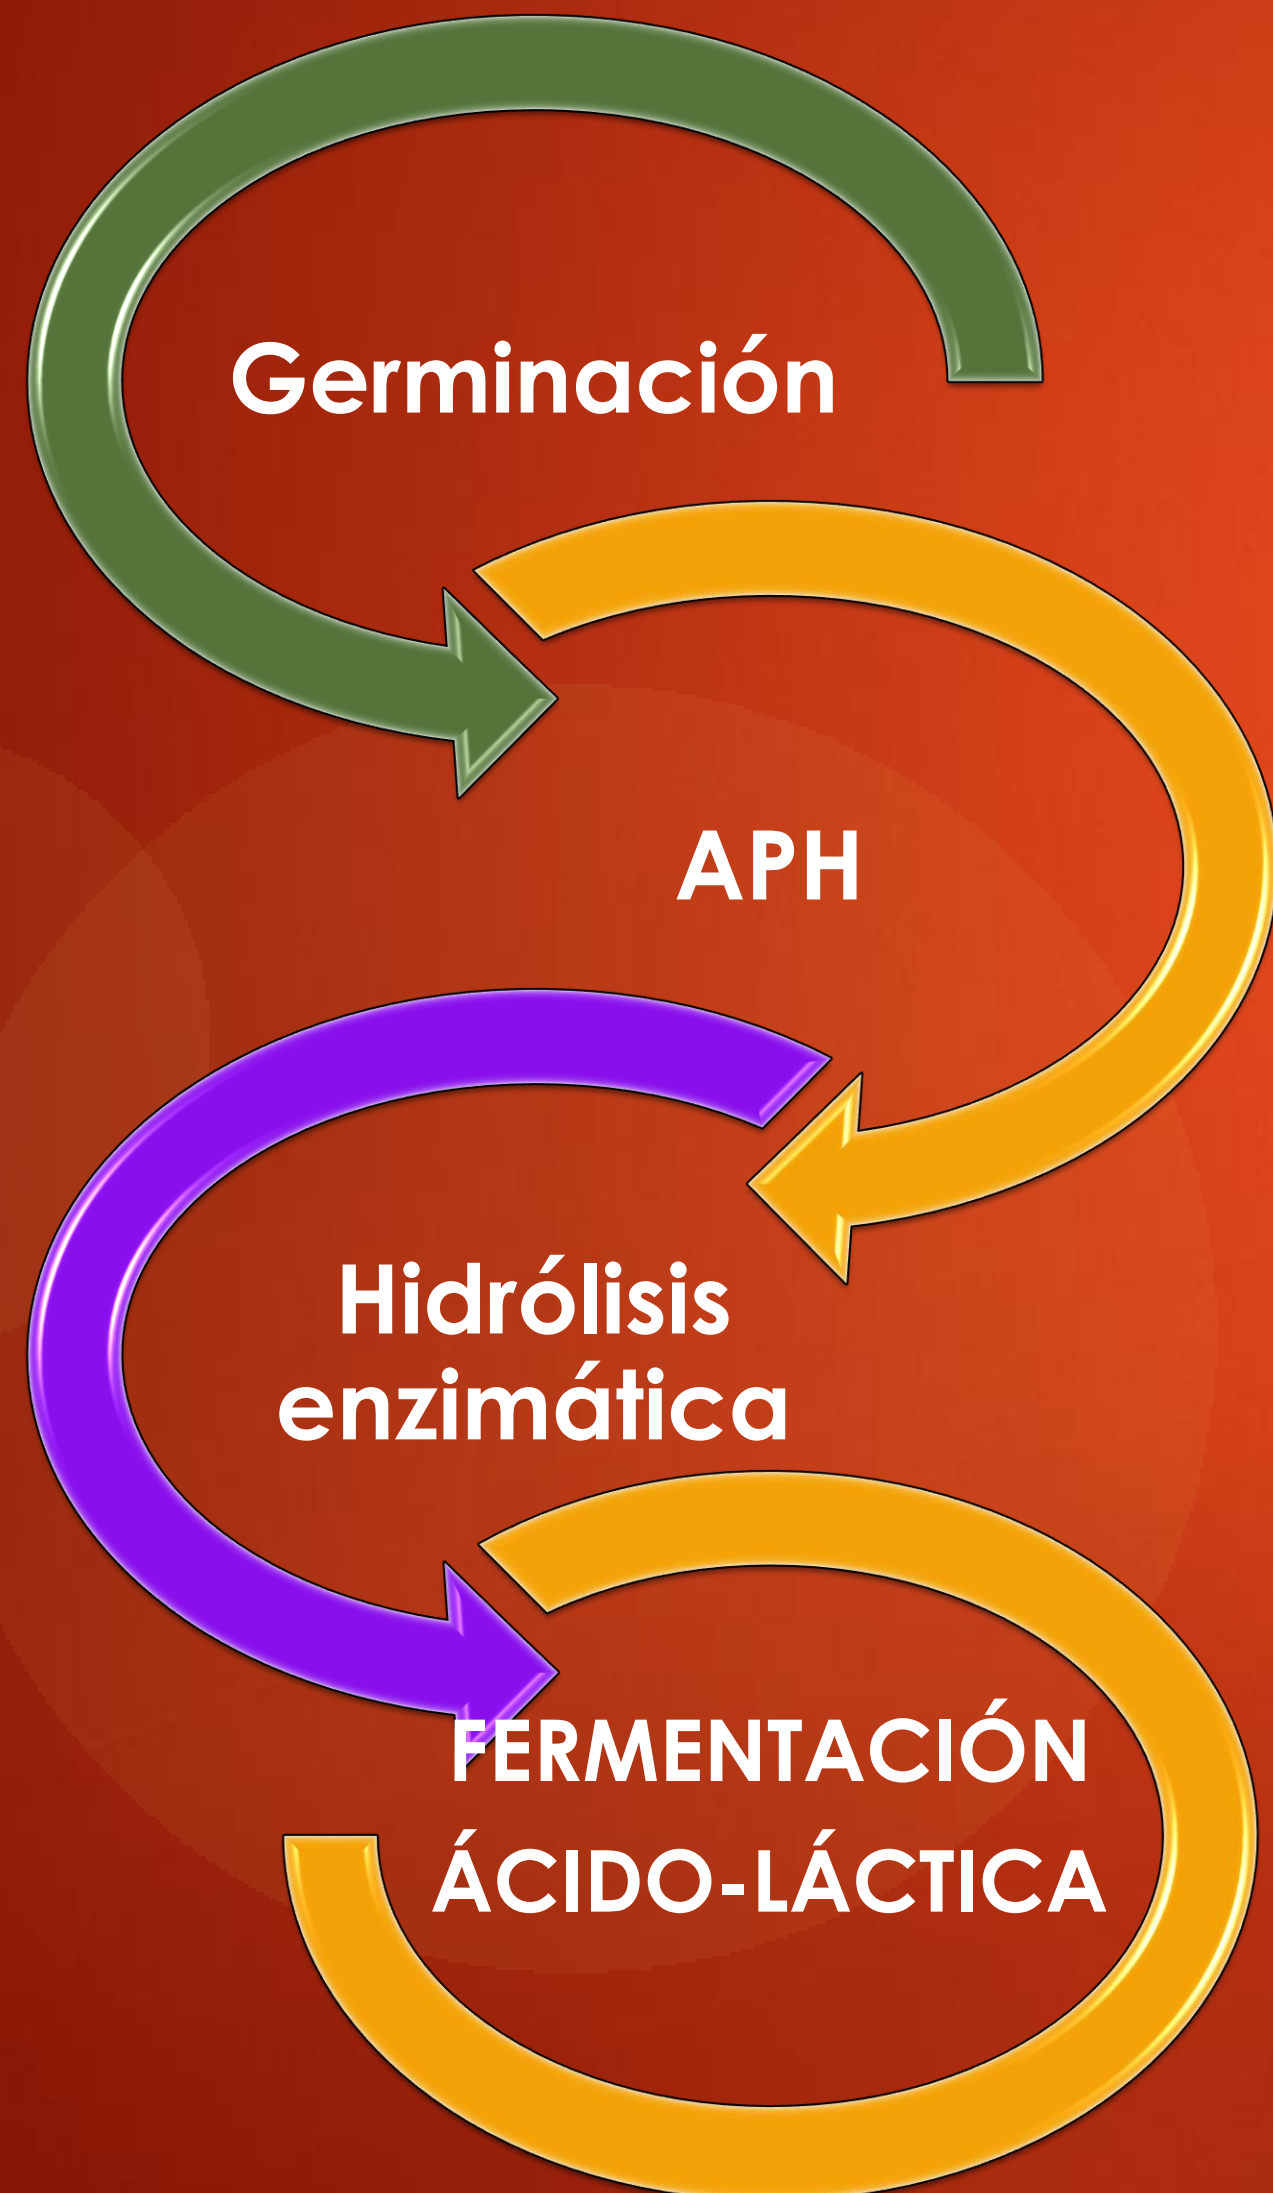 Germinación
APH
Hidrólisis
enzimática
FERMENTACIÓN
ÁCIDO-LÁCTICA